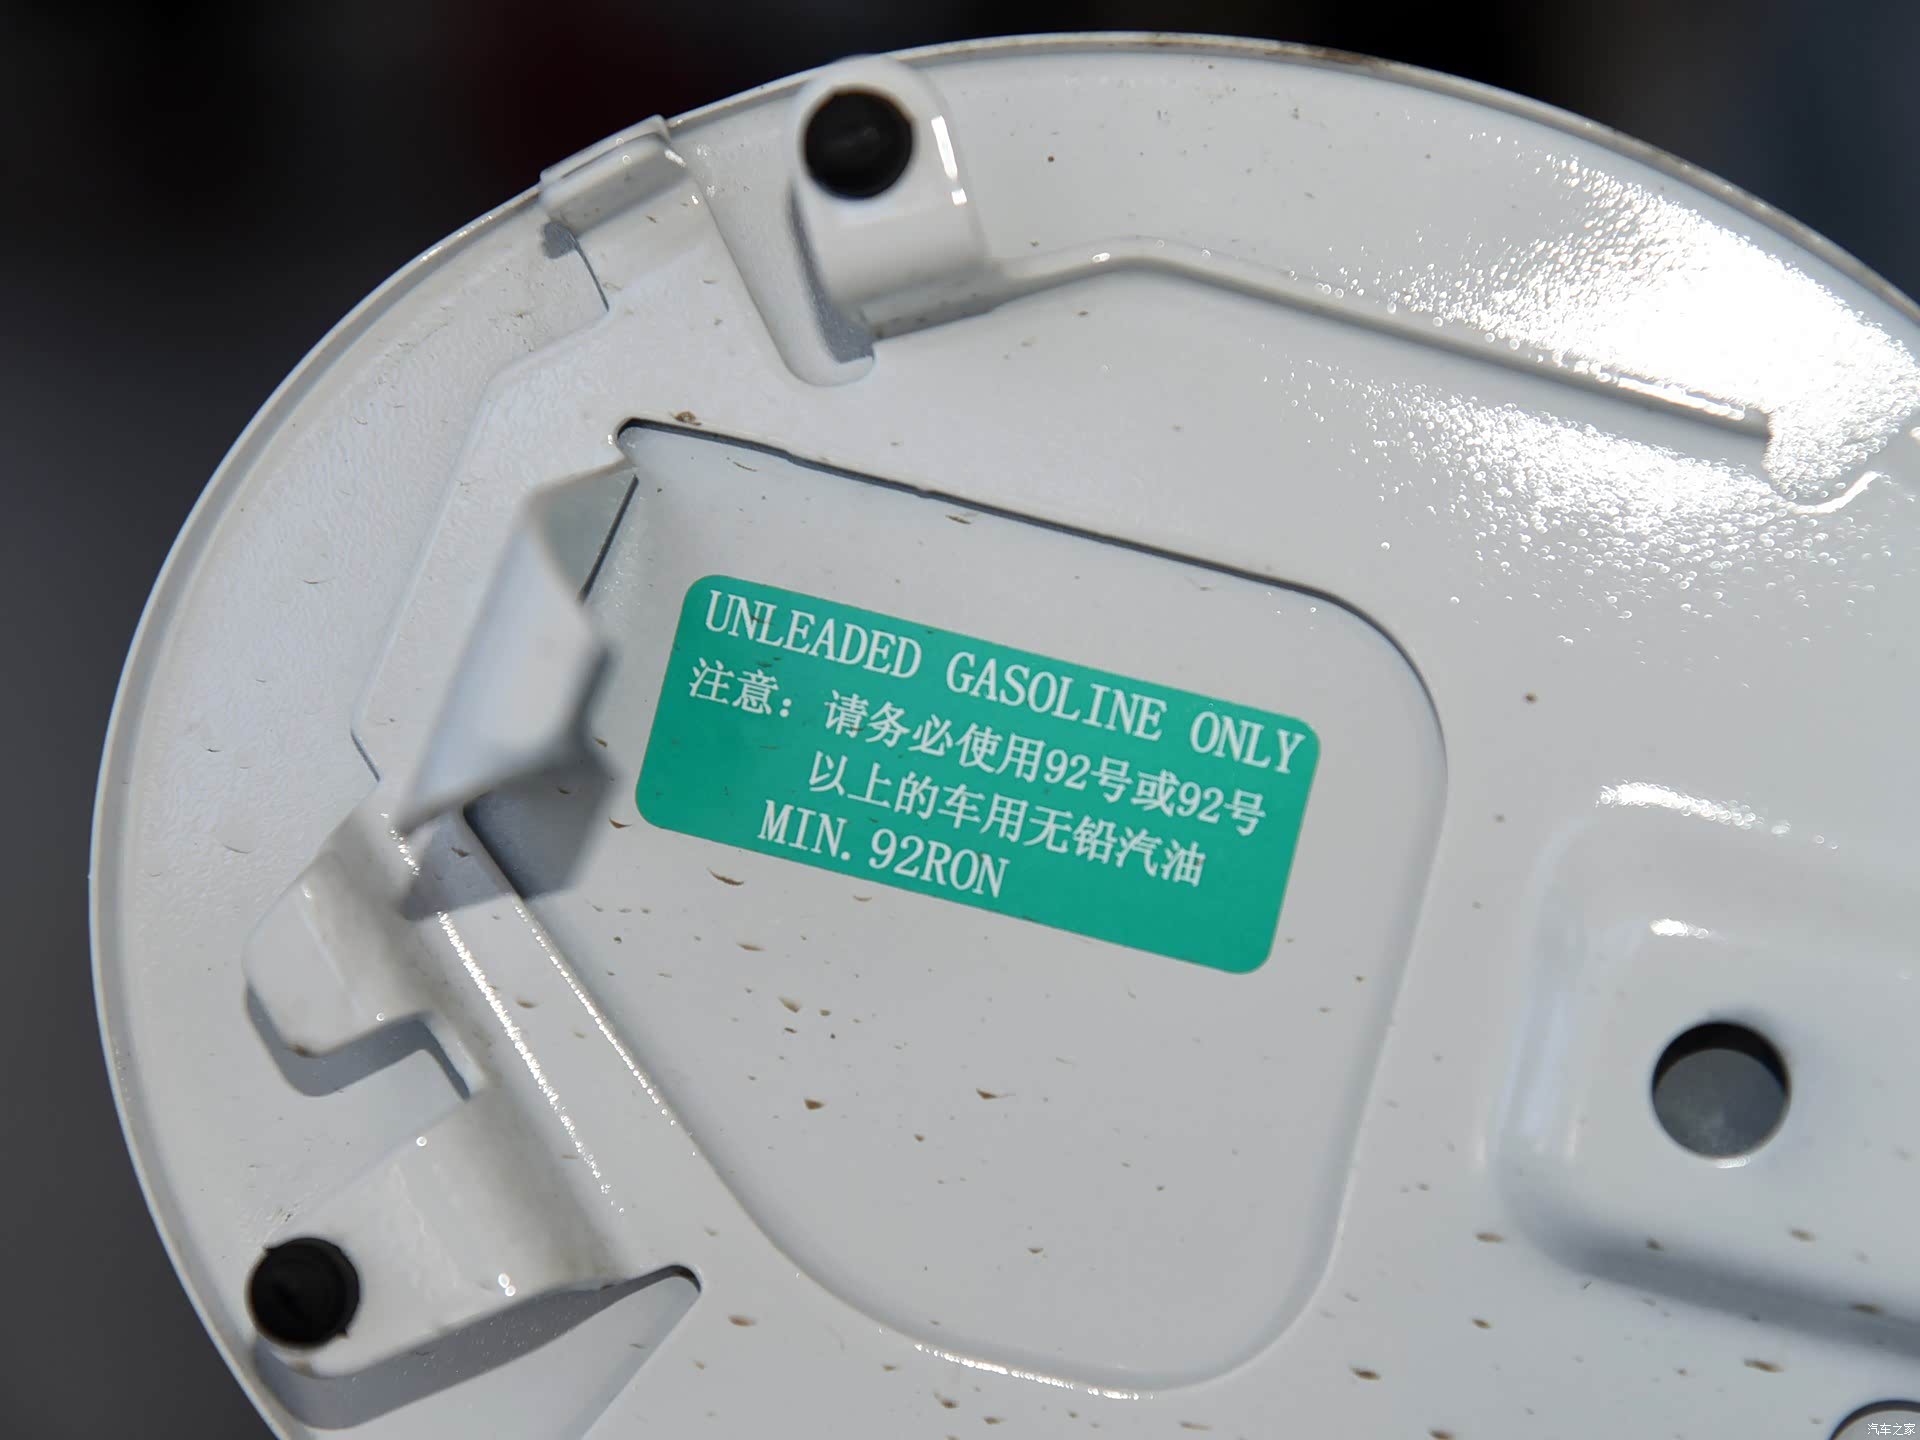 UNLEADED GASOLINE ONLY
注意：请务必使用92号或92号
以上的车用无铅汽油
MIN.92RON
汽车之家